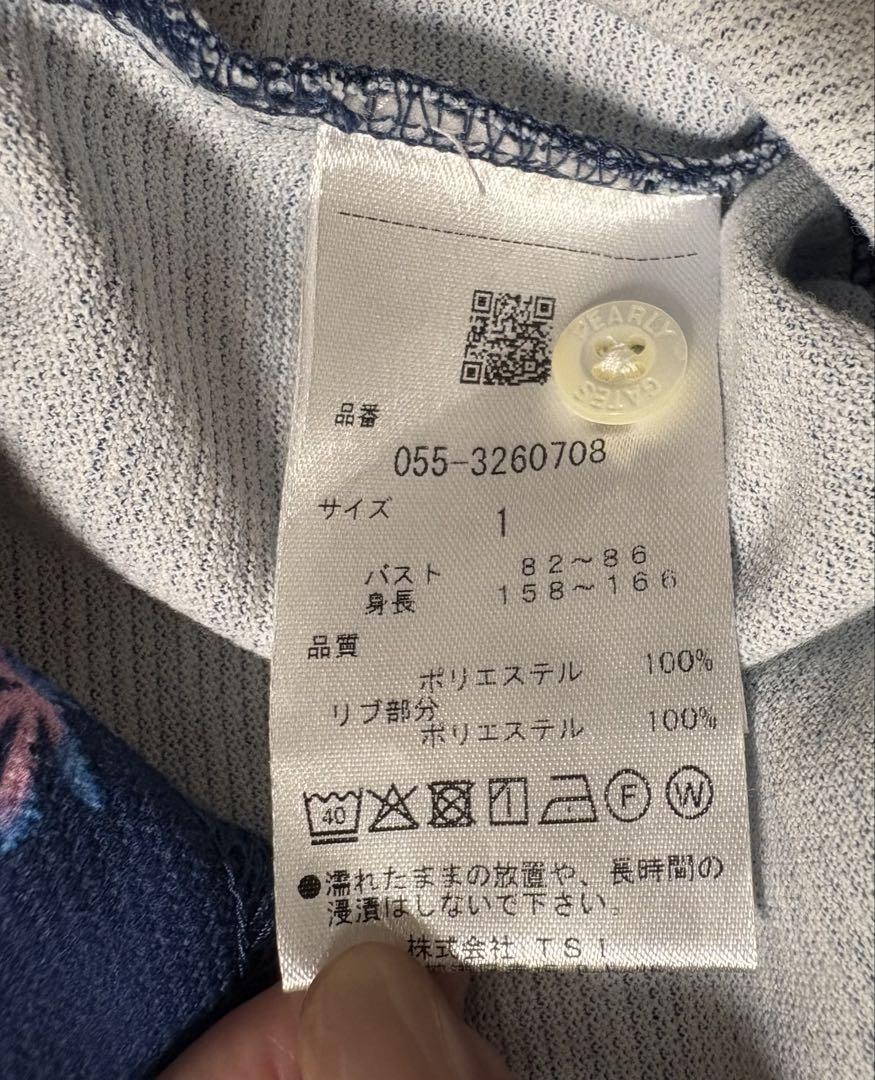 PEARLY
GATES
品番
055-3260708
サイズ
1
バスト 82～86
身長 158～166
品質
ポリエステル 100%
リブ部分
ポリエステル 100%
40
F
W
●濡れたままの放置や、長時間の
浸漬はしないで下さい。
株式会社 TSI